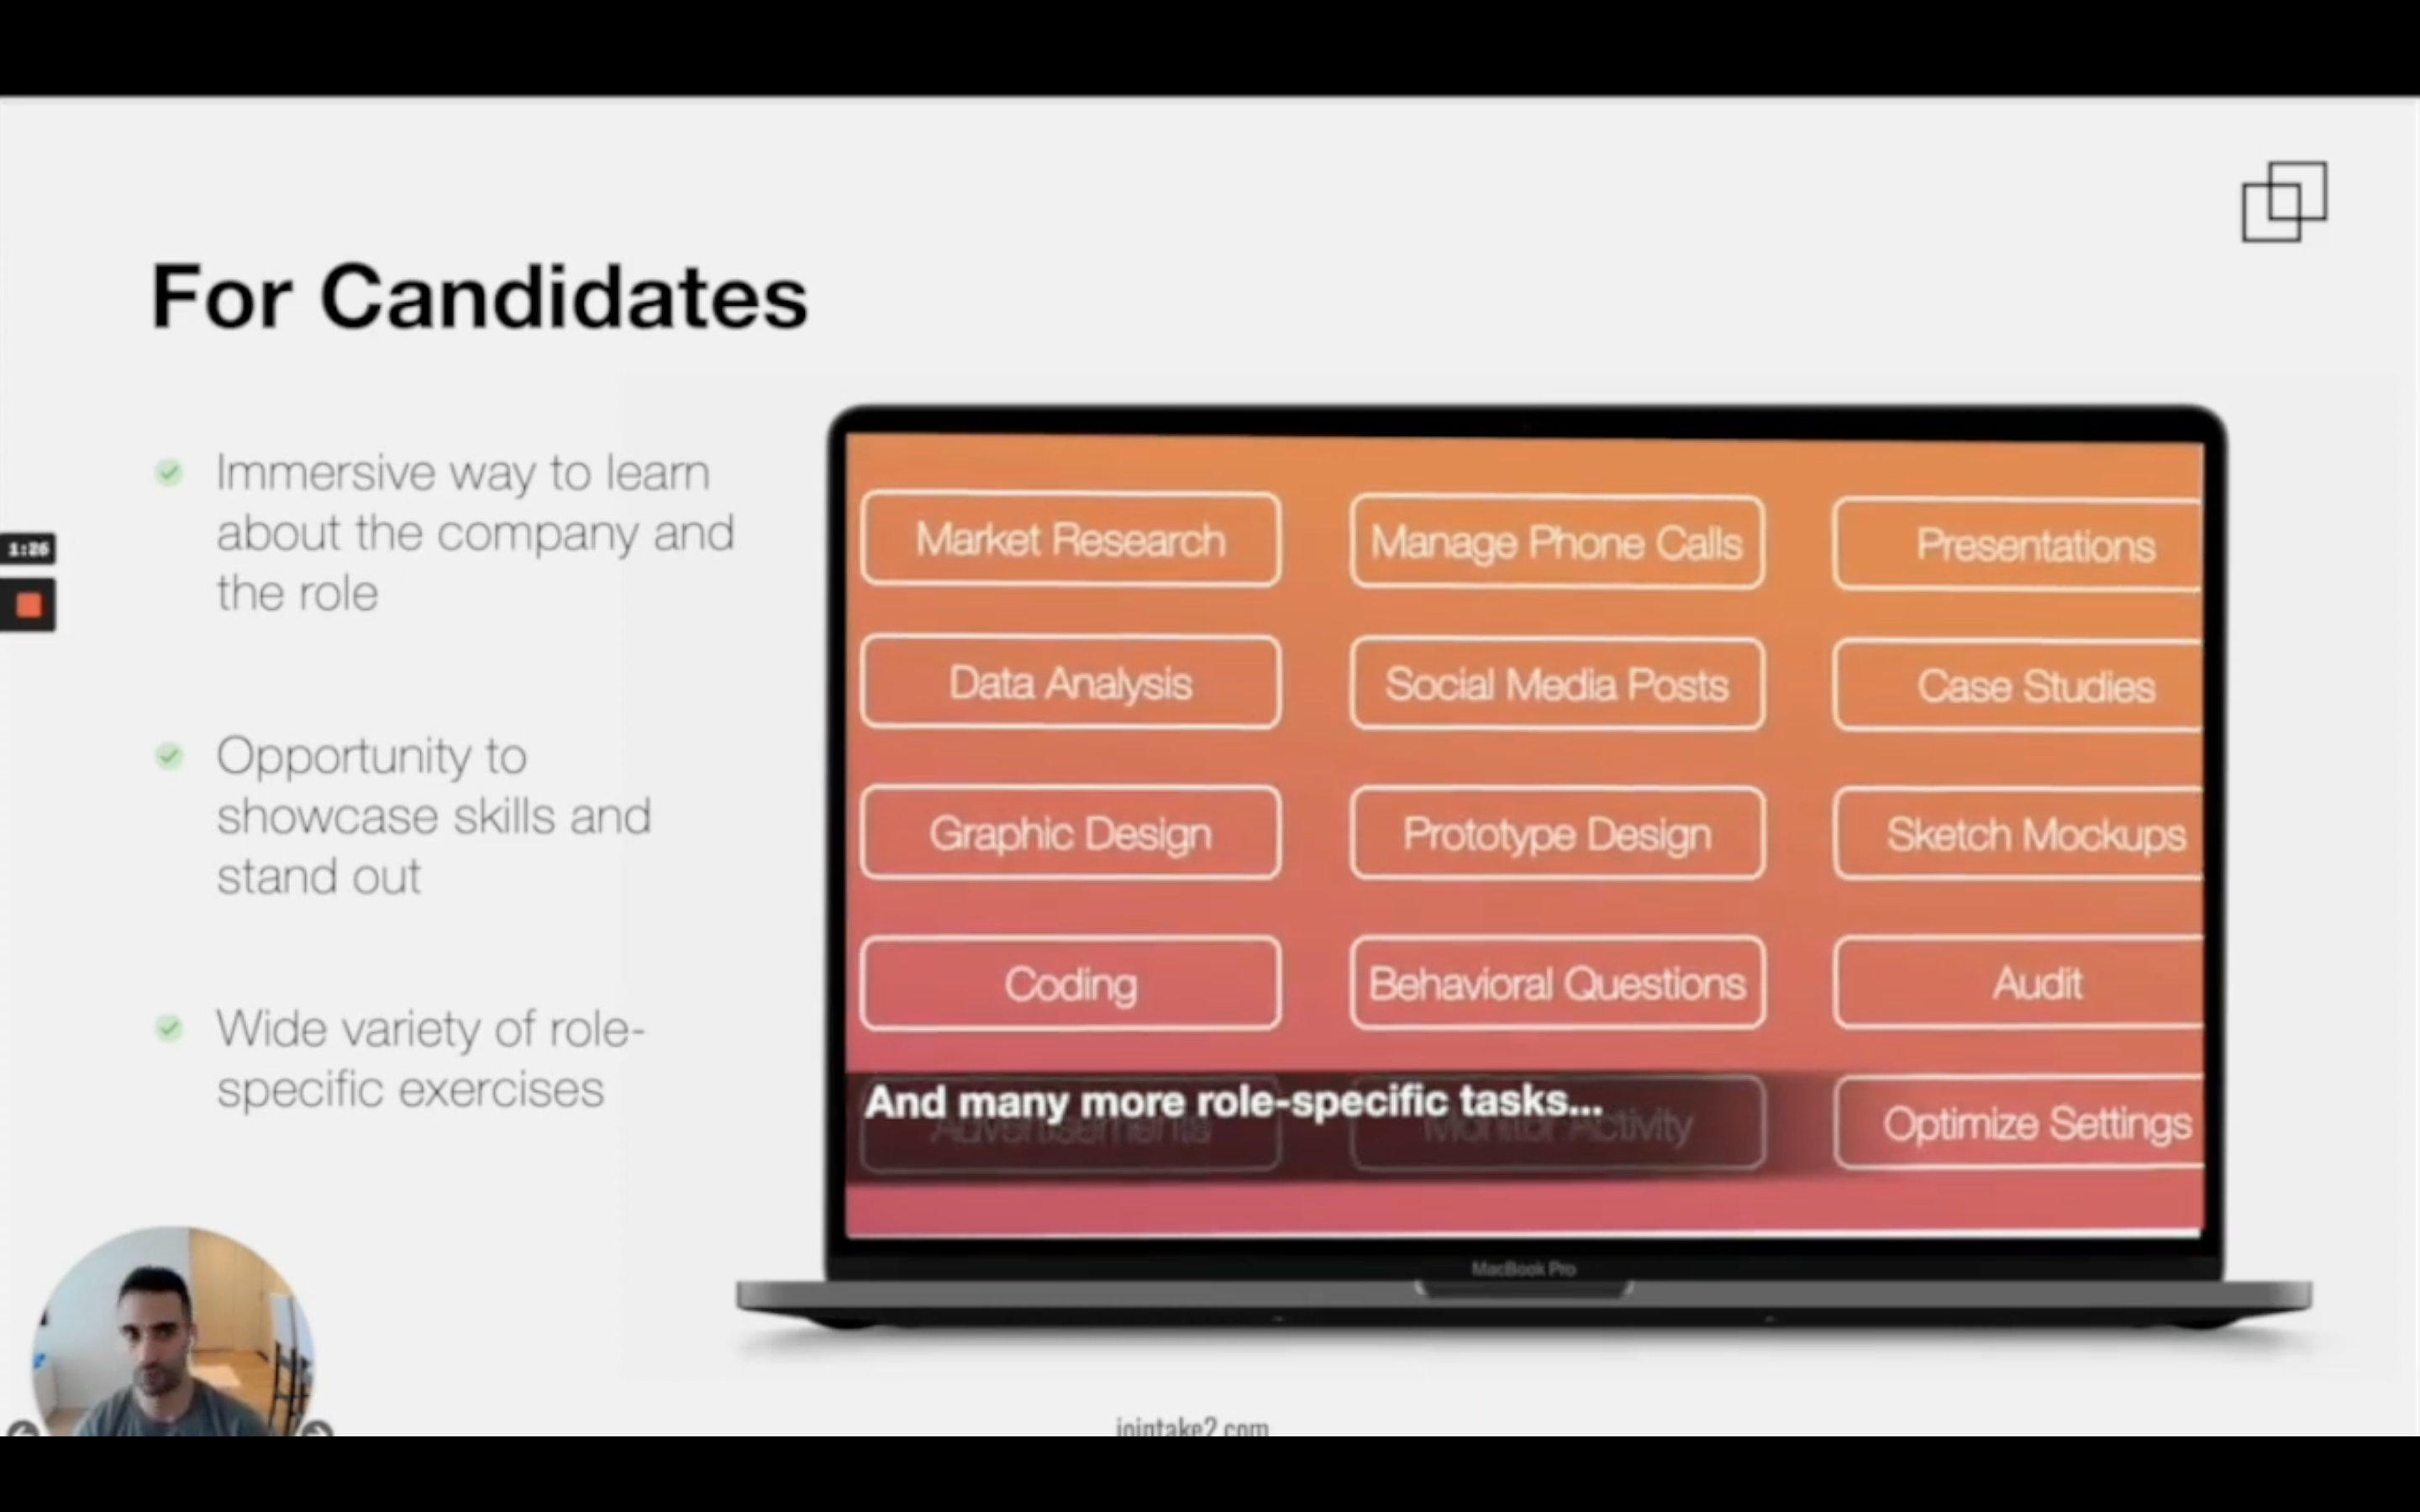 For Candidates
Immersive way to learn
about the company and
the role
Opportunity to
showcase skills and
stand out
Wide variety of role-
specific exercises
1:26
Market Research
Manage Phone Calls
Presentations
Data Analysis
Social Media Posts
Case Studies
Graphic Design
Prototype Design
Sketch Mockups
Coding
Behavioral Questions
Audit
And many more role-specific tasks...
Advertisements
Monitor Activity
Optimize Settings
MacBook Pro
jointake2.com